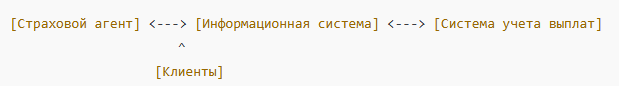 [Страховой агент] <---> [Информационная система] <---> [Система учета выплат]
^
[Клиенты]